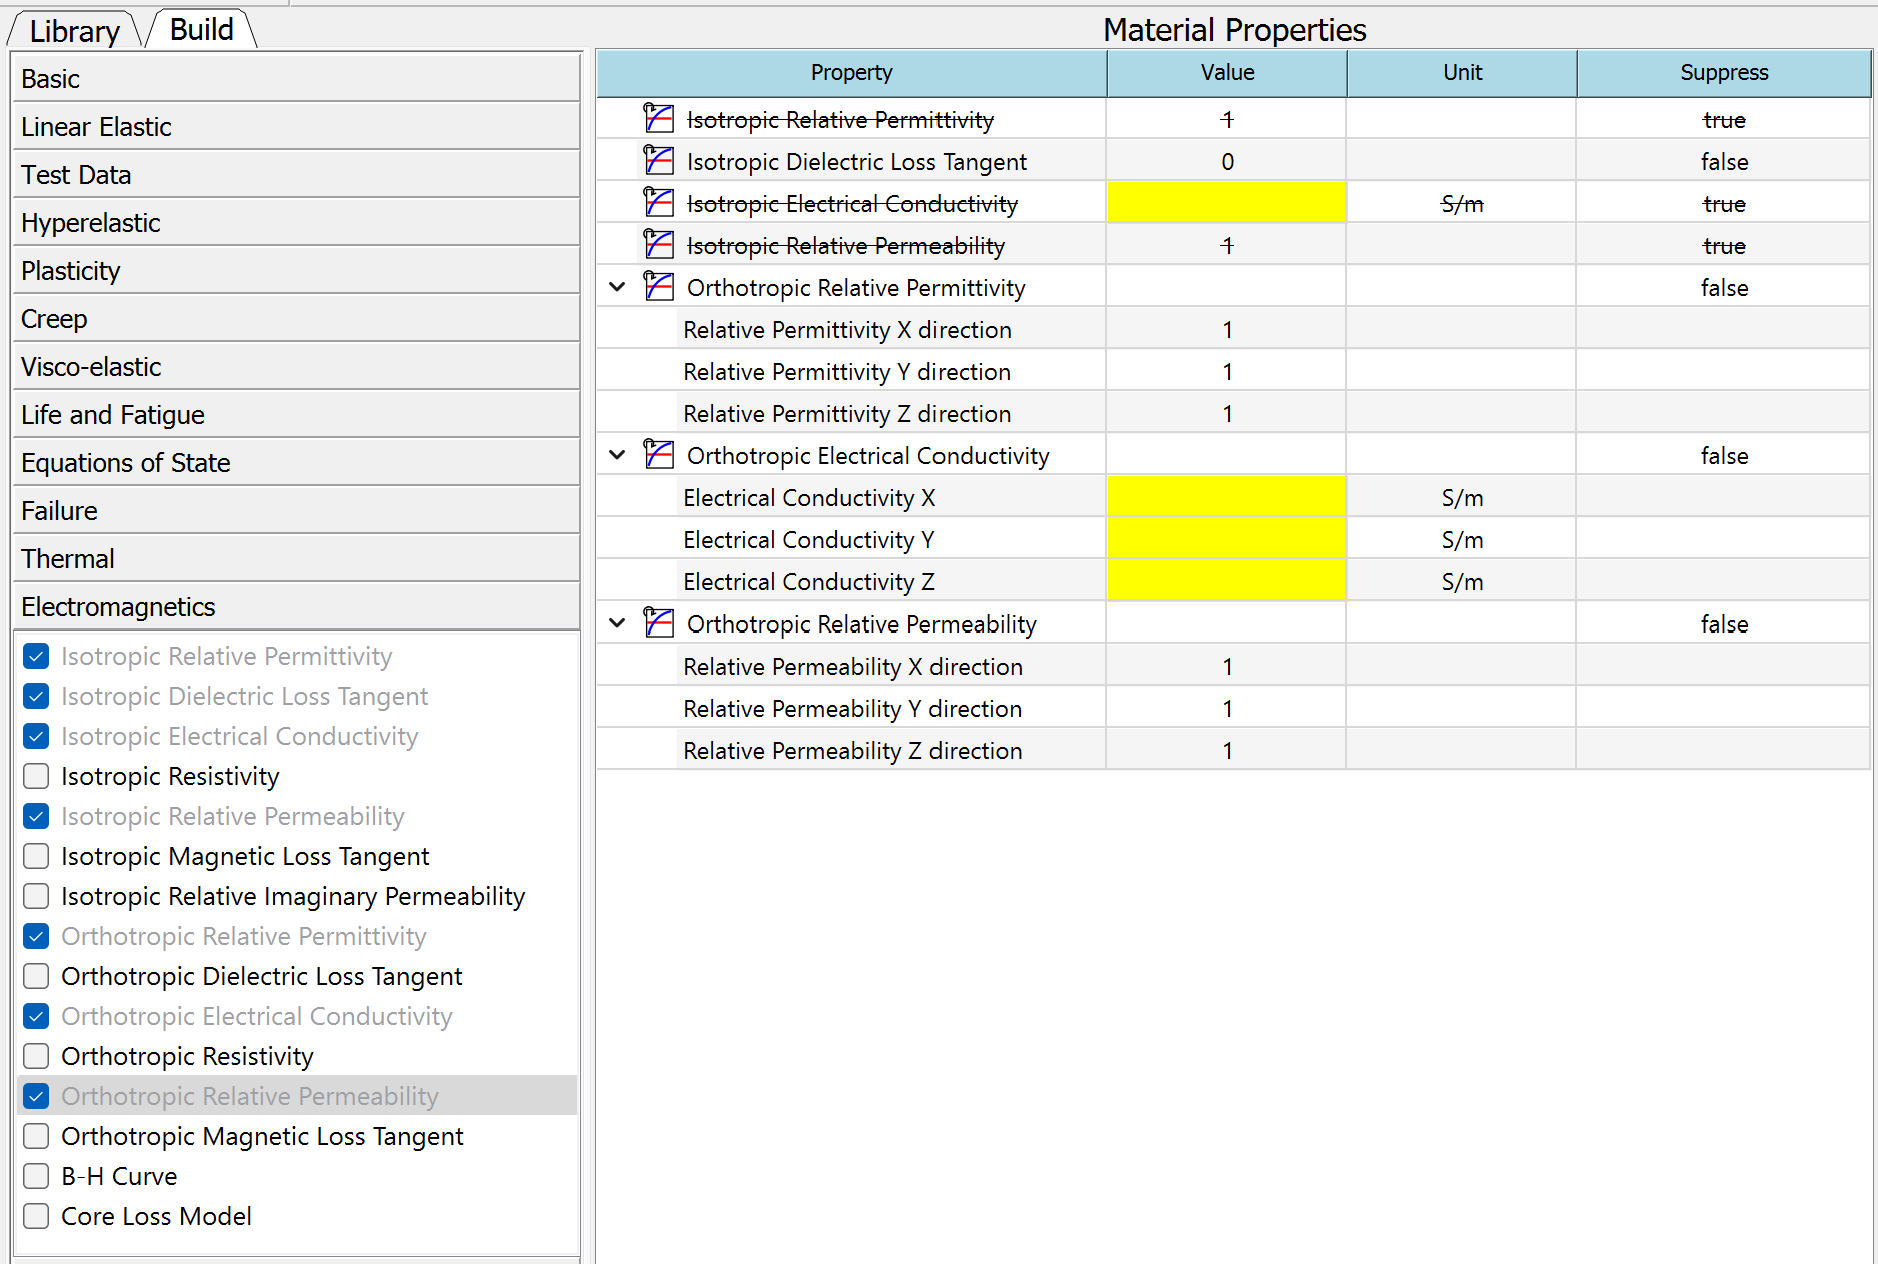 Library
Build
Basic
Linear Elastic
Test Data
Hyperelastic
Plasticity
Creep
Visco-elastic
Life and Fatigue
Equations of State
Failure
Thermal
Electromagnetics
Isotropic Relative Permittivity
Isotropic Dielectric Loss Tangent
Isotropic Electrical Conductivity
Isotropic Resistivity
Isotropic Relative Permeability
Isotropic Magnetic Loss Tangent
Isotropic Relative Imaginary Permeability
Orthotropic Relative Permittivity
Orthotropic Dielectric Loss Tangent
Orthotropic Electrical Conductivity
Orthotropic Resistivity
Orthotropic Relative Permeability
Orthotropic Magnetic Loss Tangent
B-H Curve
Core Loss Model
Material Properties
Property Value Unit Suppress
Isotropic Relative Permittivity 1 true
Isotropic Dielectric Loss Tangent 0 false
Isotropic Electrical Conductivity S/m true
Isotropic Relative Permeability 1 true
Orthotropic Relative Permittivity false
Relative Permittivity X direction 1
Relative Permittivity Y direction 1
Relative Permittivity Z direction 1
Orthotropic Electrical Conductivity false
Electrical Conductivity X S/m
Electrical Conductivity Y S/m
Electrical Conductivity Z S/m
Orthotropic Relative Permeability false
Relative Permeability X direction 1
Relative Permeability Y direction 1
Relative Permeability Z direction 1